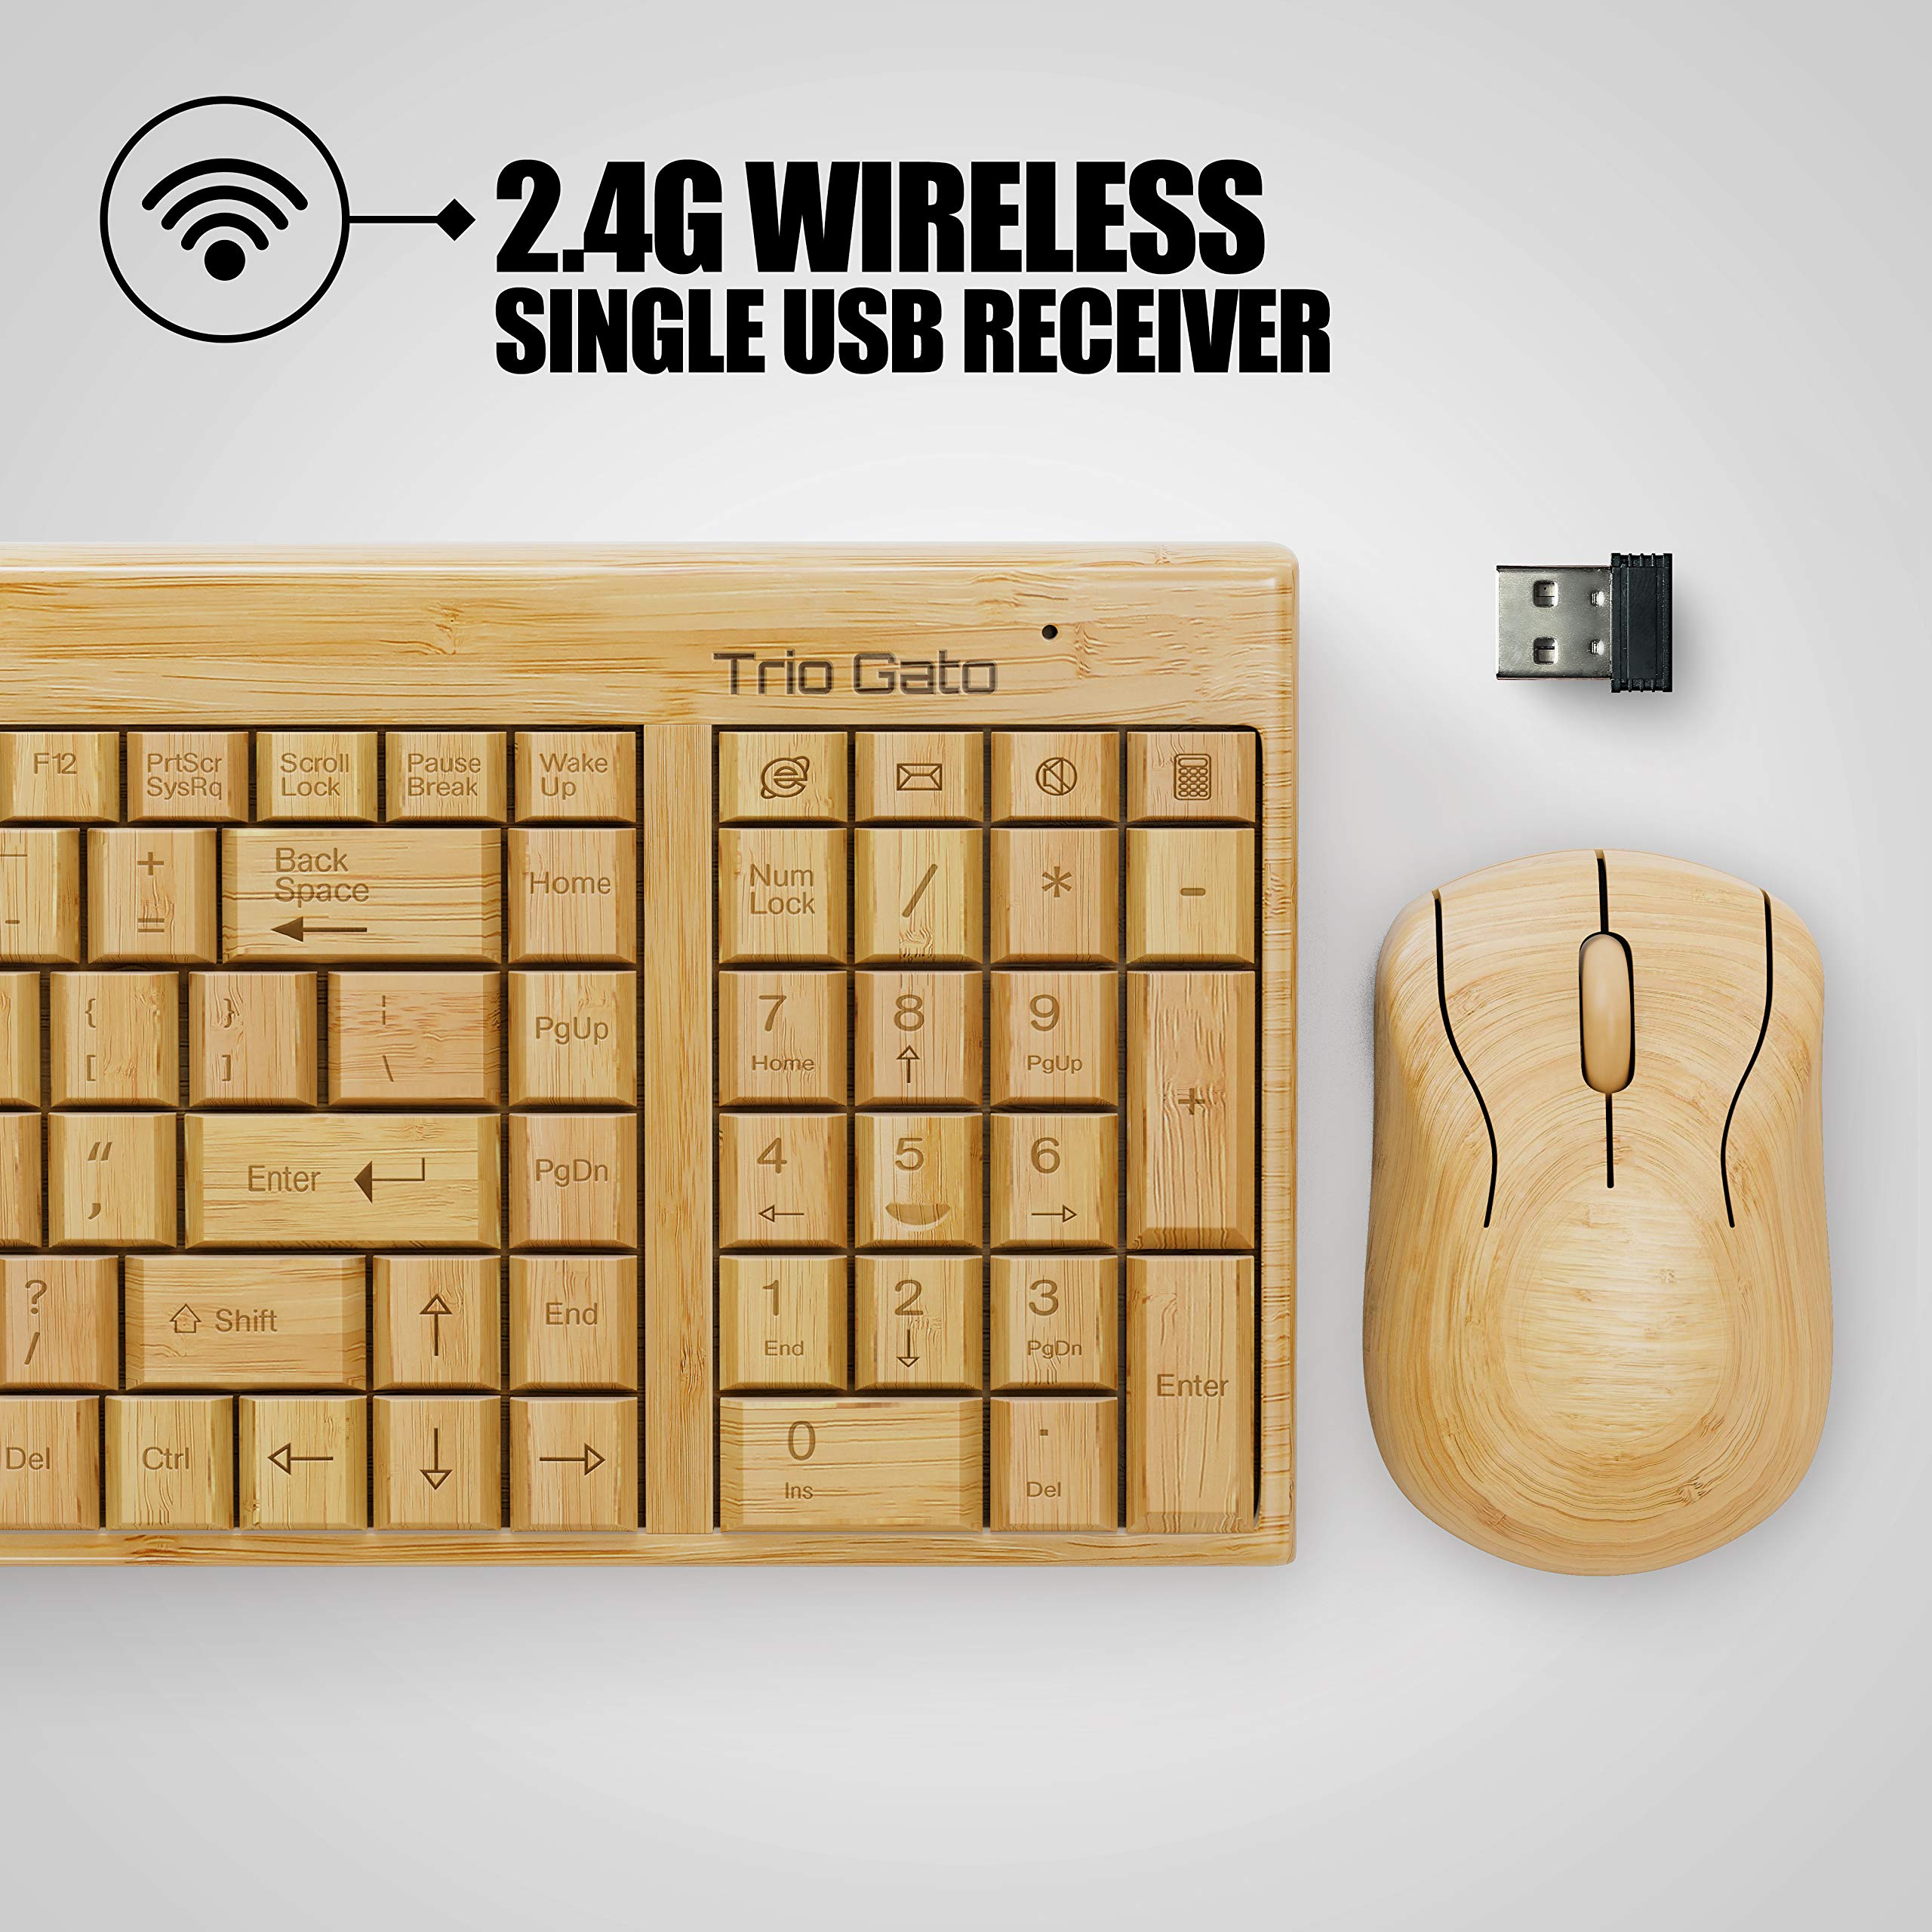 2.4G WIRELESS
SINGLE USB RECEIVER
Trio Gato
F12
PrtScr
SysRq
Scroll
Lock
Pause
Break
Wake
Up
-
+
=
Back
Space
Home
Num
Lock
/
*
-
{
[
}
]
¦
\
PgUp
7
Home
8
9
PgUp
+
“
,
Enter
PgDn
4
5
6
?
/
Shift
End
1
End
2
3
PgDn
Enter
Del
Ctrl
0
Ins
.
Del